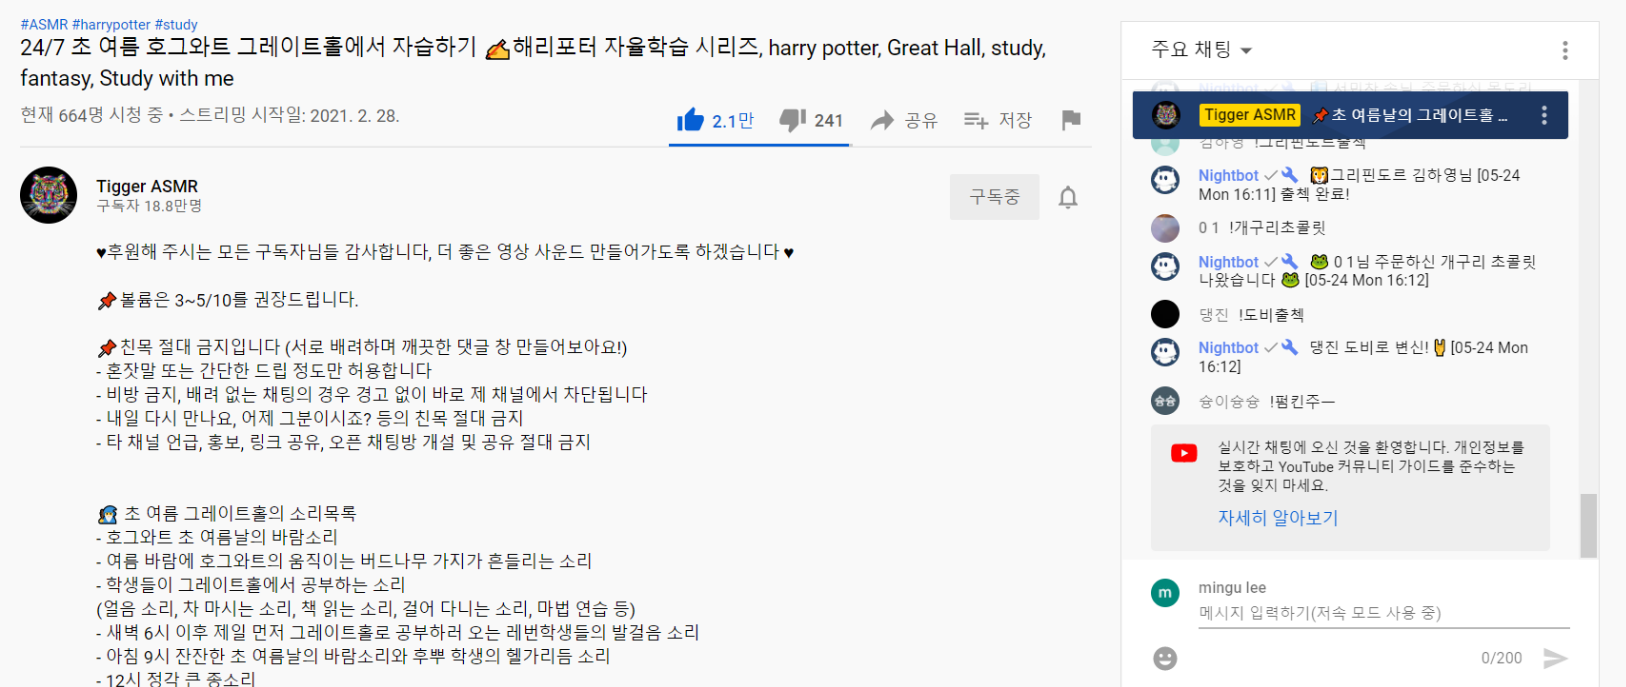 #ASMR #harrypotter #study
24/7 초 여름 호그와트 그레이트홀에서 자습하기 ✍️해리포터 자율학습 시리즈, harry potter, Great Hall, study,
fantasy, Study with me
현재 664명 시청 중 • 스트리밍 시작일: 2021. 2. 28.
2.1만 241 공유 저장
Tigger ASMR
구독자 18.8만명
구독중
♥후원해 주시는 모든 구독자님들 감사합니다, 더 좋은 영상 사운드 만들어가도록 하겠습니다 ♥
📌볼륨은 3~5/10를 권장드립니다.
📌친목 절대 금지입니다 (서로 배려하며 깨끗한 댓글 창 만들어보아요!)
- 혼잣말 또는 간단한 드립 정도만 허용합니다
- 비방 금지, 배려 없는 채팅의 경우 경고 없이 바로 제 채널에서 차단됩니다
- 내일 다시 만나요, 어제 그분이시죠? 등의 친목 절대 금지
- 타 채널 언급, 홍보, 링크 공유, 오픈 채팅방 개설 및 공유 절대 금지
🧙 초 여름 그레이트홀의 소리목록
- 호그와트 초 여름날의 바람소리
- 여름 바람에 호그와트의 움직이는 버드나무 가지가 흔들리는 소리
- 학생들이 그레이트홀에서 공부하는 소리
(얼음 소리, 차 마시는 소리, 책 읽는 소리, 걸어 다니는 소리, 마법 연습 등)
- 새벽 6시 이후 제일 먼저 그레이트홀로 공부하러 오는 레번학생들의 발걸음 소리
- 아침 9시 잔잔한 초 여름날의 바람소리와 후뿌 학생의 헬가리듬 소리
- 12시 정각 큰 종소리
주요 채팅
Tigger ASMR 📌초 여름날의 그레이트홀 ...
김하영 !그리핀도르출첵
Nightbot 🦁그리핀도르 김하영님 [05-24
Mon 16:11] 출첵 완료!
0 1 !개구리초콜릿
Nightbot 🐸 0 1님 주문하신 개구리 초콜릿
나왔습니다 🐸 [05-24 Mon 16:12]
댕진 !도비출첵
Nightbot 댕진 도비로 변신!🤘[05-24 Mon
16:12]
슝슝 슝이슝슝 !펌킨주ㅡ
실시간 채팅에 오신 것을 환영합니다. 개인정보를
보호하고 YouTube 커뮤니티 가이드를 준수하는
것을 잊지 마세요.
자세히 알아보기
m mingu lee
메시지 입력하기(저속 모드 사용 중)
0/200